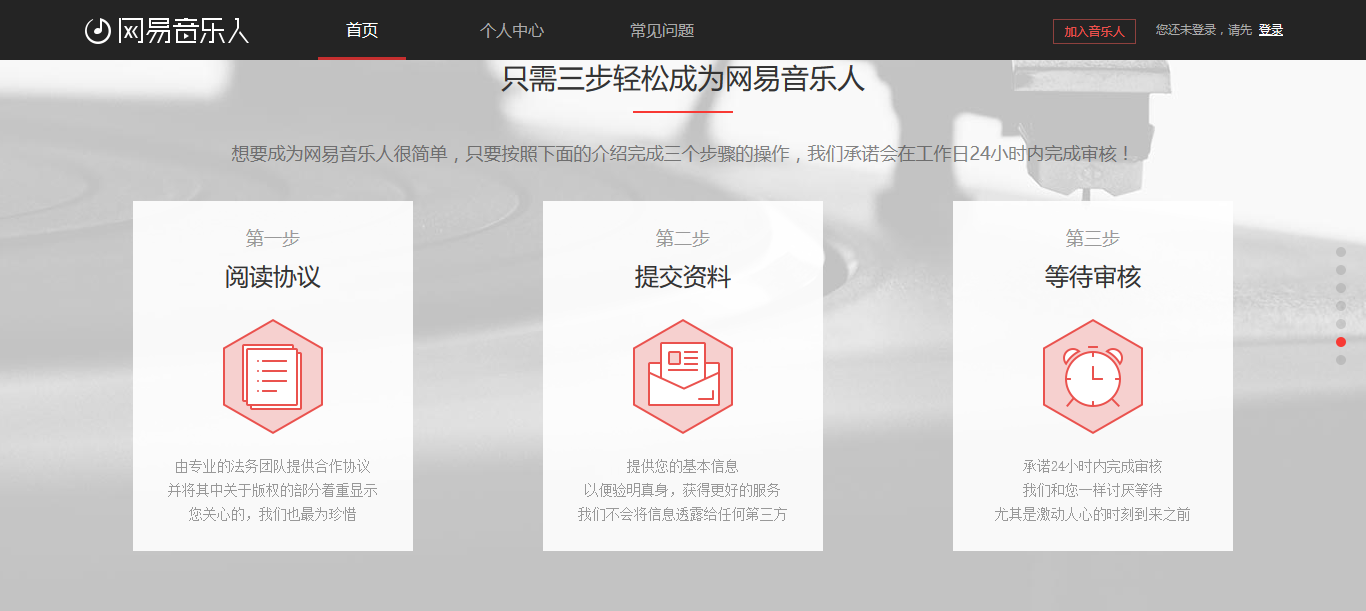 网易音乐人
首页
个人中心
常见问题
加入音乐人
您还未登录，请先 登录
只需三步轻松成为网易音乐人
想要成为网易音乐人很简单，只要按照下面的介绍完成三个步骤的操作，我们承诺会在工作日24小时内完成审核！
第一步
阅读协议
由专业的法务团队提供合作协议
并将其中关于版权的部分着重显示
您关心的，我们也最为珍惜
第二步
提交资料
提供您的基本信息
以便验明真身，获得更好的服务
我们不会将信息透露给任何第三方
第三步
等待审核
承诺24小时内完成审核
我们和您一样讨厌等待
尤其是激动人心的时刻到来之前